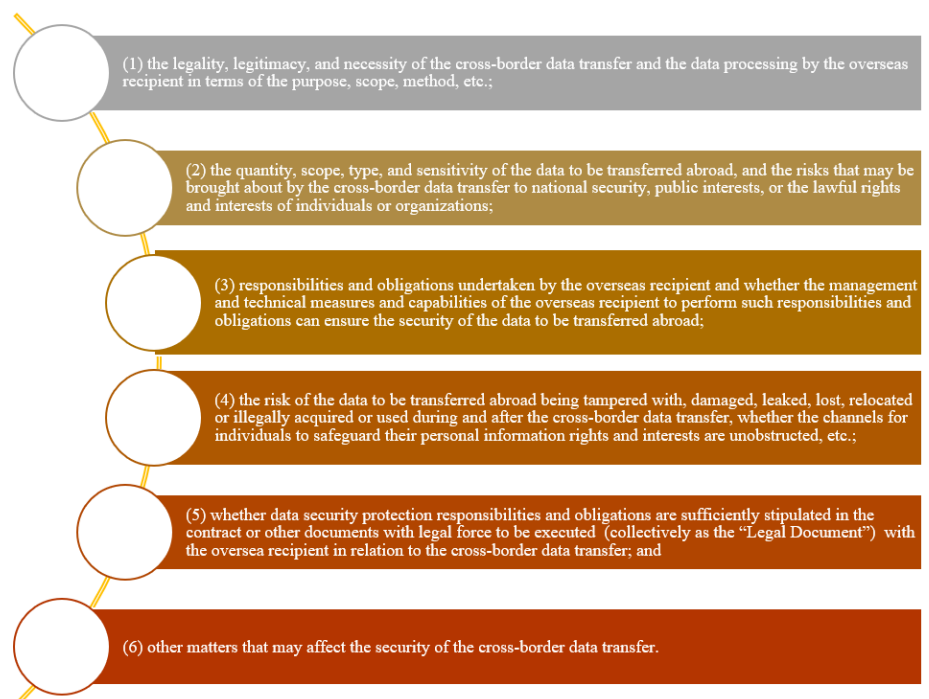 (1) the legality, legitimacy, and necessity of the cross-border data transfer and the data processing by the overseas
recipient in terms of the purpose, scope, method, etc.;
(2) the quantity, scope, type, and sensitivity of the data to be transferred abroad, and the risks that may be
brought about by the cross-border data transfer to national security, public interests, or the lawful rights
and interests of individuals or organizations;
(3) responsibilities and obligations undertaken by the overseas recipient and whether the management
and technical measures and capabilities of the overseas recipient to perform such responsibilities and
obligations can ensure the security of the data to be transferred abroad;
(4) the risk of the data to be transferred abroad being tampered with, damaged, leaked, lost, relocated
or illegally acquired or used during and after the cross-border data transfer, whether the channels for
individuals to safeguard their personal information rights and interests are unobstructed, etc.;
(5) whether data security protection responsibilities and obligations are sufficiently stipulated in the
contract or other documents with legal force to be executed (collectively as the “Legal Document”) with
the oversea recipient in relation to the cross-border data transfer; and
(6) other matters that may affect the security of the cross-border data transfer.